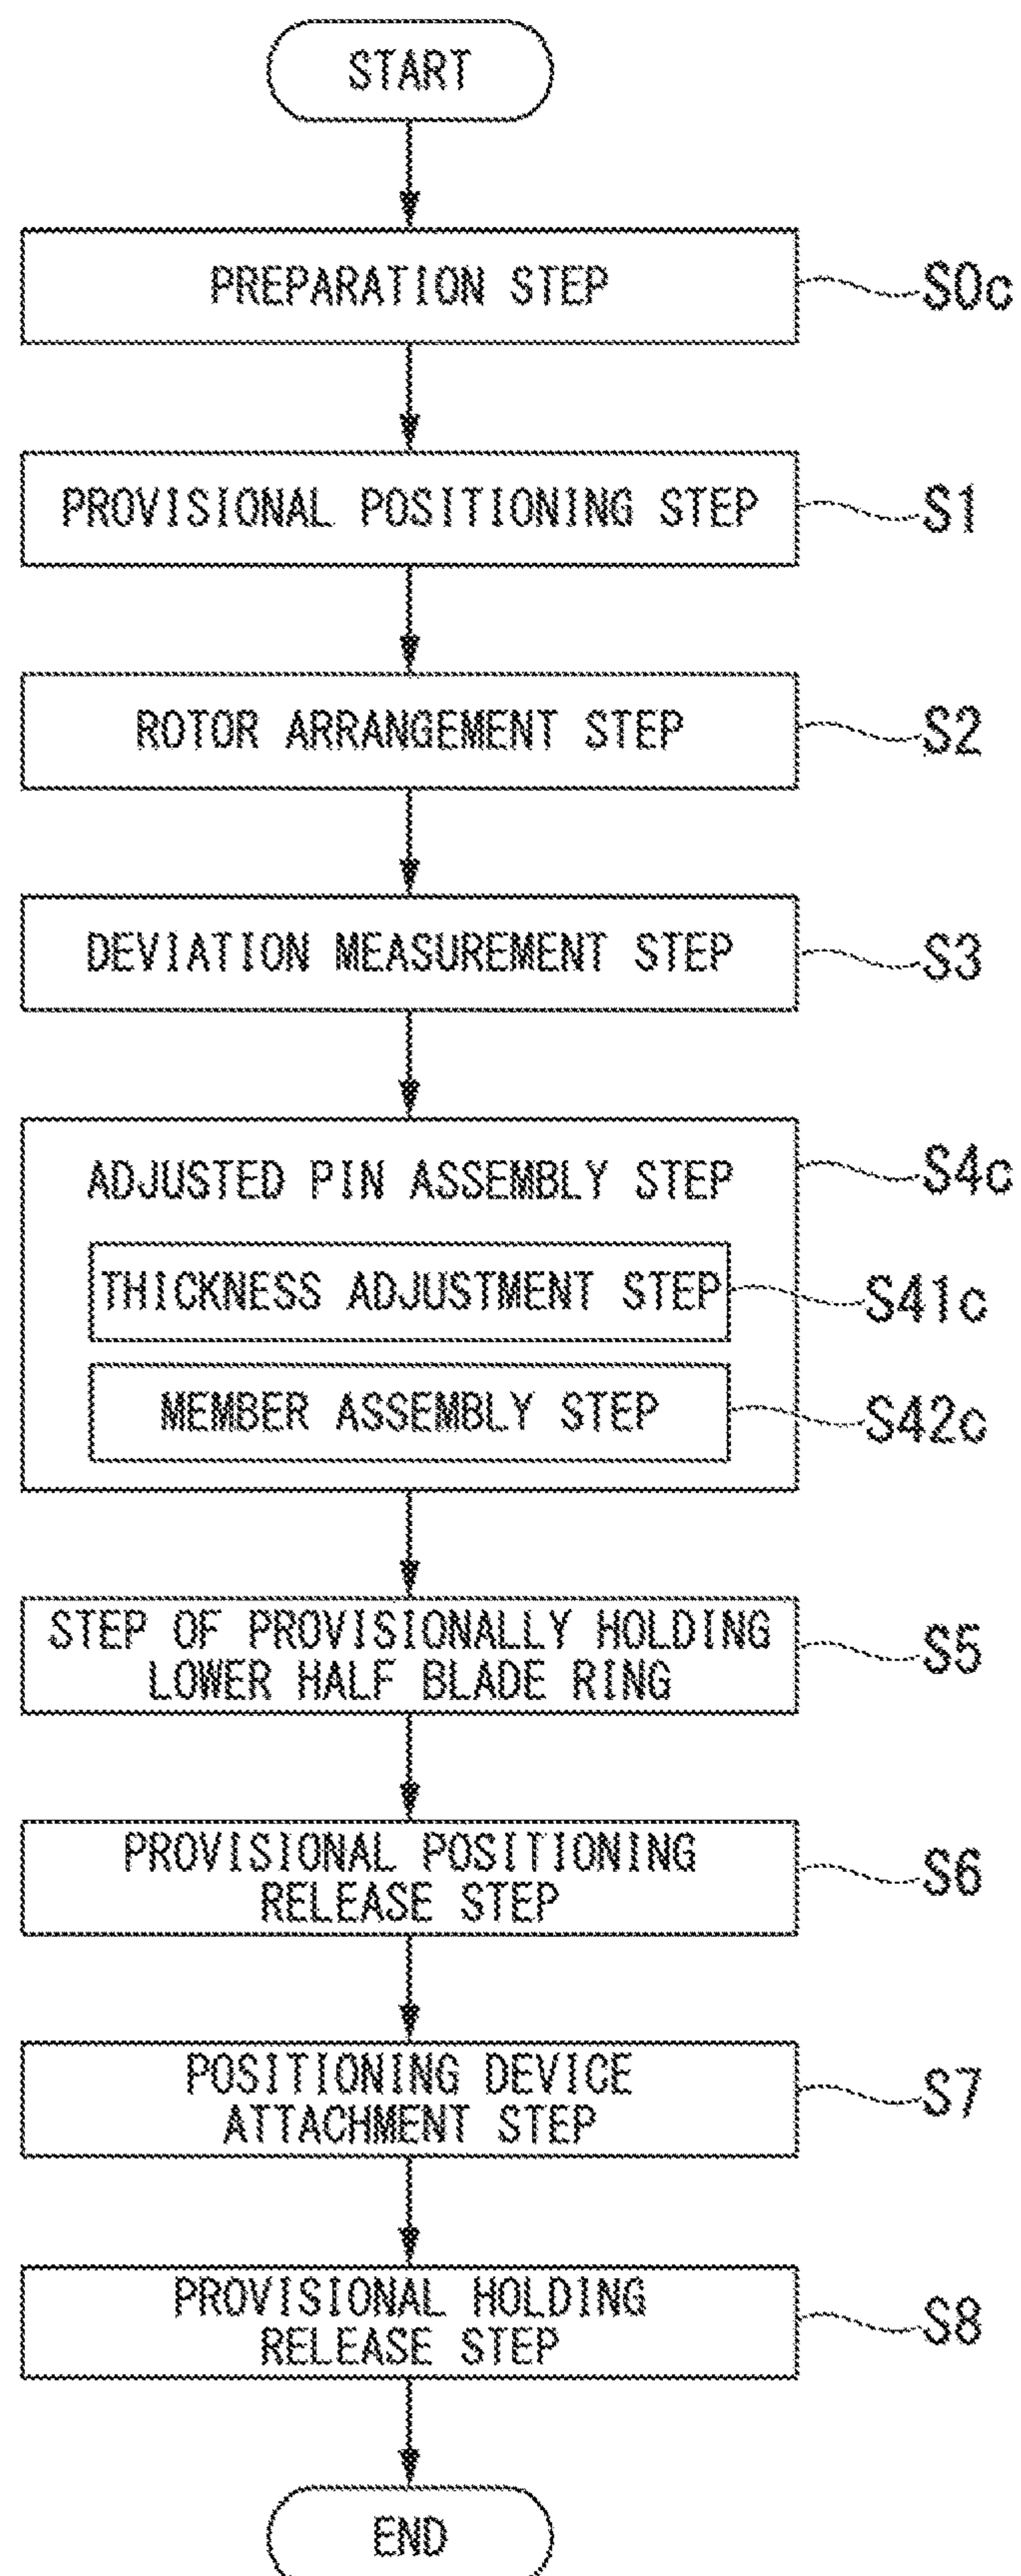 START
PREPARATION STEP
S0c
PROVISIONAL POSITIONING STEP
S1
ROTOR ARRANGEMENT STEP
S2
DEVIATION MEASUREMENT STEP
S3
ADJUSTED PIN ASSEMBLY STEP
S4c
THICKNESS ADJUSTMENT STEP
S41c
MEMBER ASSEMBLY STEP
S42c
STEP OF PROVISIONALLY HOLDING
LOWER HALF BLADE RING
S5
PROVISIONAL POSITIONING
RELEASE STEP
S6
POSITIONING DEVICE
ATTACHMENT STEP
S7
PROVISIONAL HOLDING
RELEASE STEP
S8
END